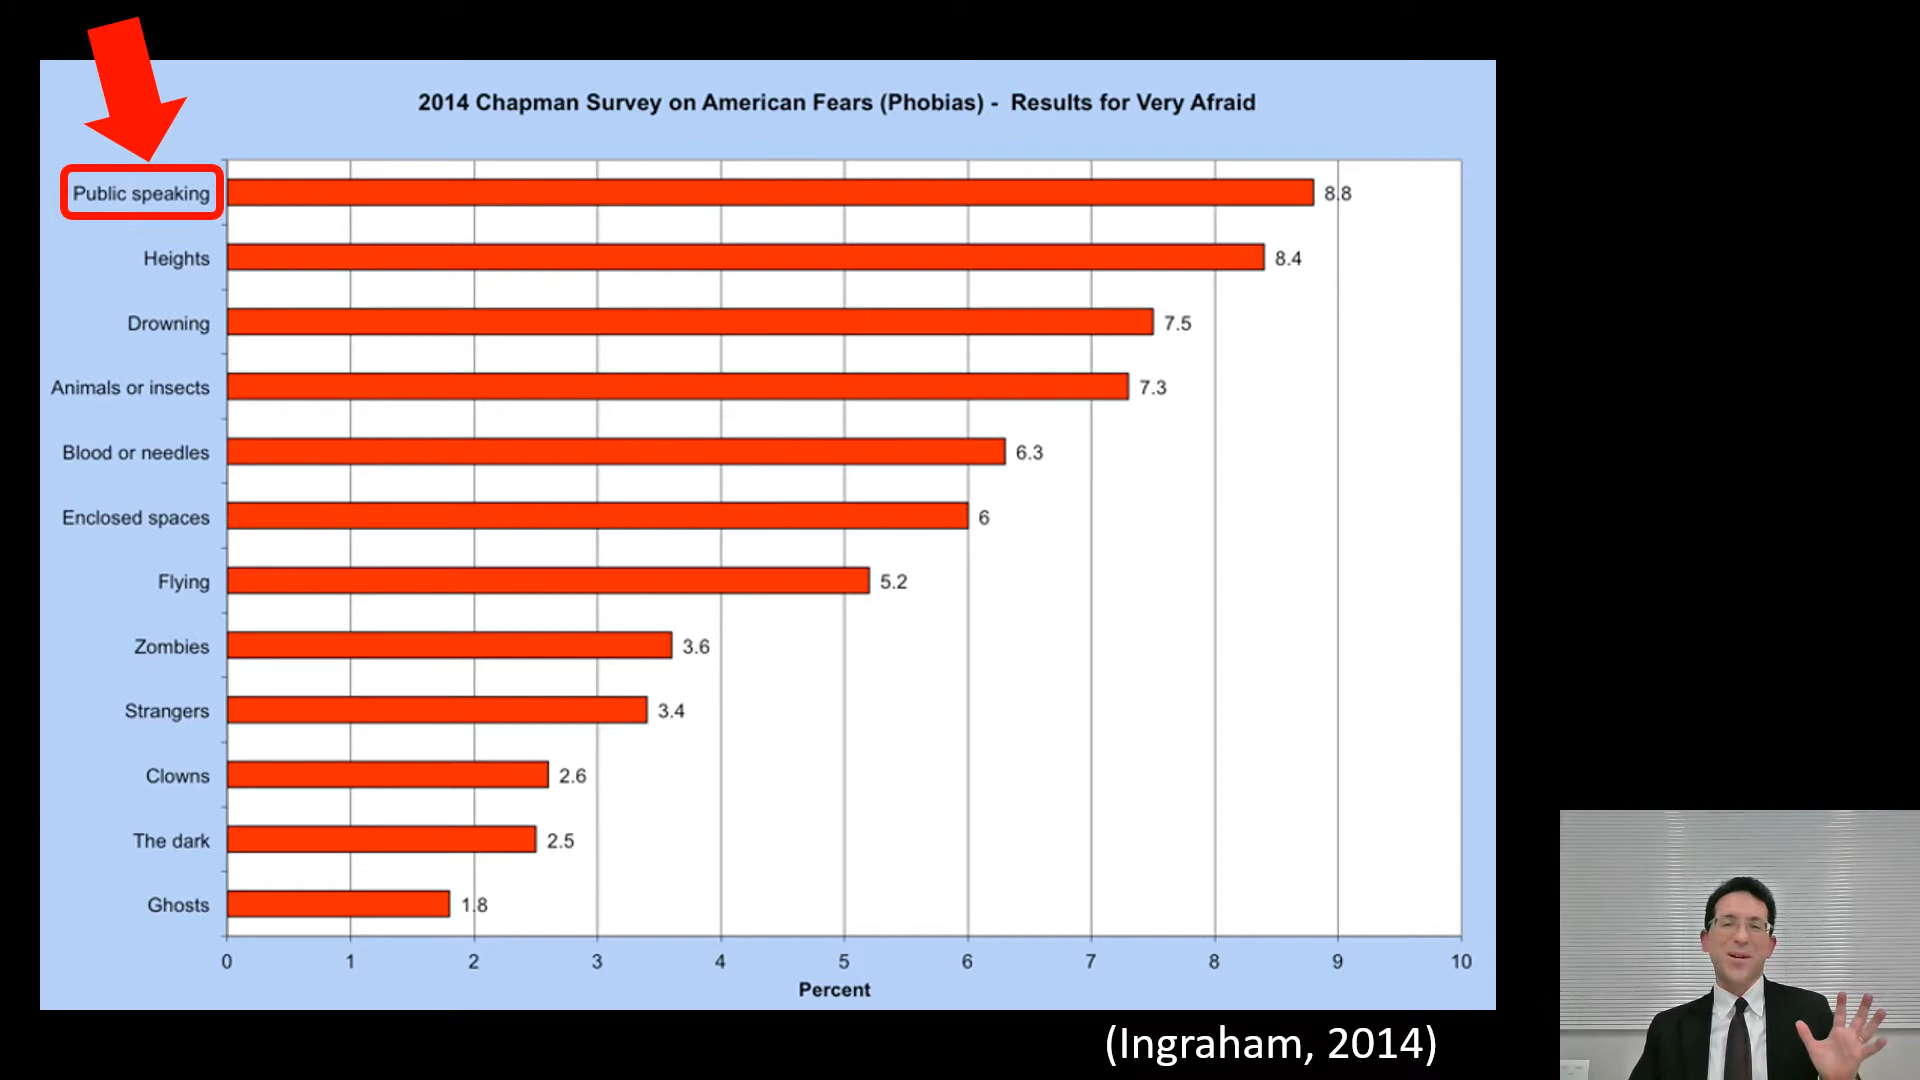 2014 Chapman Survey on American Fears (Phobias) - Results for Very Afraid
Public speaking 8.8
Heights 8.4
Drowning 7.5
Animals or insects 7.3
Blood or needles 6.3
Enclosed spaces 6
Flying 5.2
Zombies 3.6
Strangers 3.4
Clowns 2.6
The dark 2.5
Ghosts 1.8
0 1 2 3 4 5 6 7 8 9 10
Percent
(Ingraham, 2014)